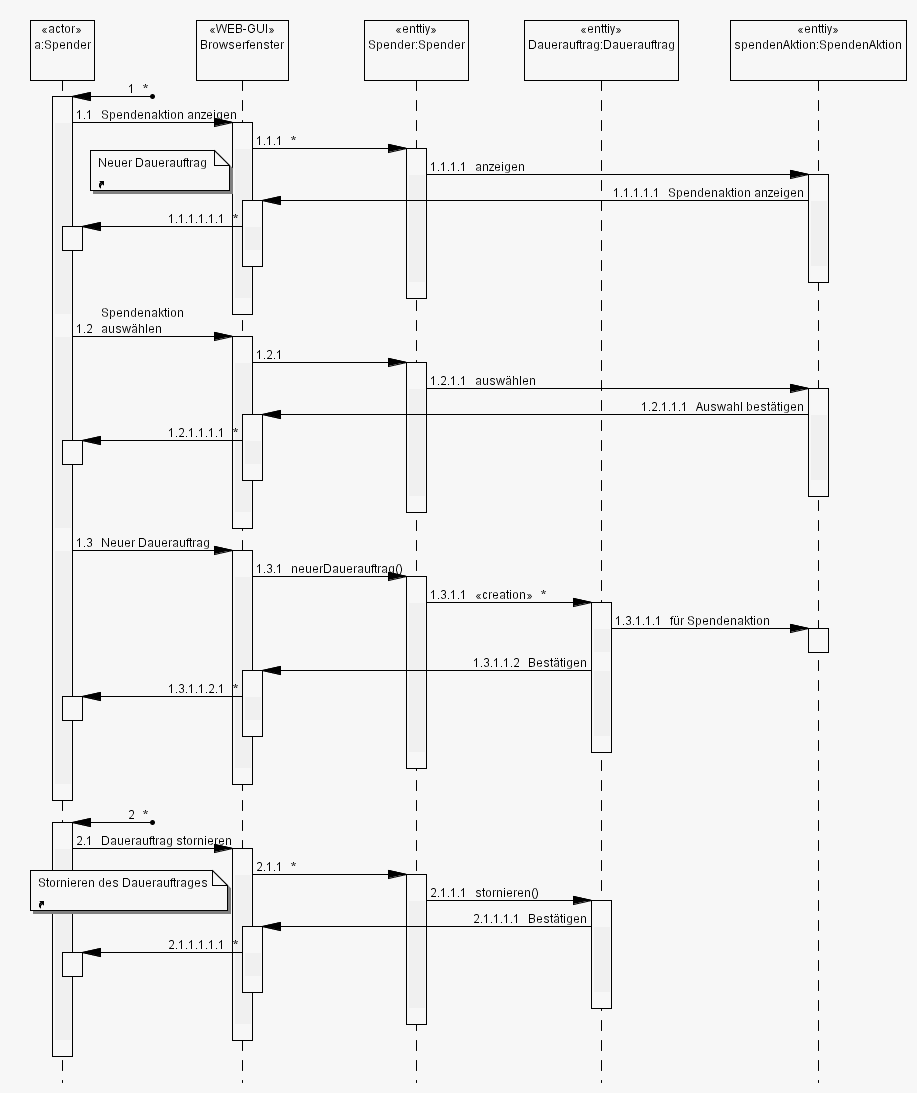 «actor»
a:Spender
«WEB-GUI»
Browserfenster
«enttiy»
Spender:Spender
«enttiy»
Dauerauftrag:Dauerauftrag
«enttiy»
spendenAktion:SpendenAktion
1 *
1.1 Spendenaktion anzeigen
1.1.1 *
Neuer Dauerauftrag
1.1.1.1 anzeigen
1.1.1.1.1 Spendenaktion anzeigen
1.1.1.1.1.1 *
Spendenaktion
1.2 auswählen
1.2.1
1.2.1.1 auswählen
1.2.1.1.1 Auswahl bestätigen
1.2.1.1.1.1 *
1.3 Neuer Dauerauftrag
1.3.1 neuerDauerauftrag()
1.3.1.1 «creation» *
1.3.1.1.1 für Spendenaktion
1.3.1.1.2 Bestätigen
1.3.1.1.2.1 *
2 *
2.1 Dauerauftrag stornieren
2.1.1 *
Stornieren des Dauerauftrages
2.1.1.1 stornieren()
2.1.1.1.1 Bestätigen
2.1.1.1.1.1 *